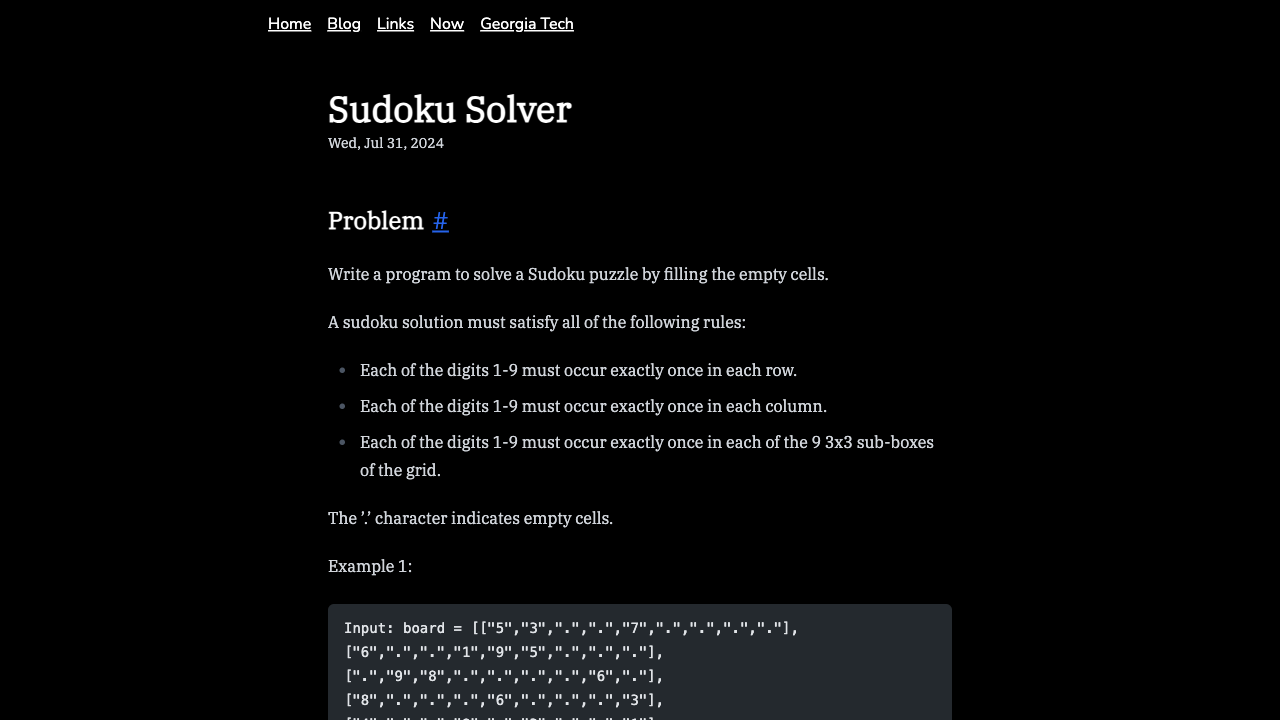 Home Blog Links Now Georgia Tech
Sudoku Solver
Wed, Jul 31, 2024
Problem #
Write a program to solve a Sudoku puzzle by filling the empty cells.
A sudoku solution must satisfy all of the following rules:
• Each of the digits 1-9 must occur exactly once in each row.
• Each of the digits 1-9 must occur exactly once in each column.
• Each of the digits 1-9 must occur exactly once in each of the 9 3x3 sub-boxes
of the grid.
The ’.’ character indicates empty cells.
Example 1:
Input: board = [["5","3",".",".","7",".",".",".","."],
["6",".",".","1","9","5",".",".","."],
[".","9","8",".",".",".",".","6","."],
["8",".",".",".","6",".",".",".","3"],